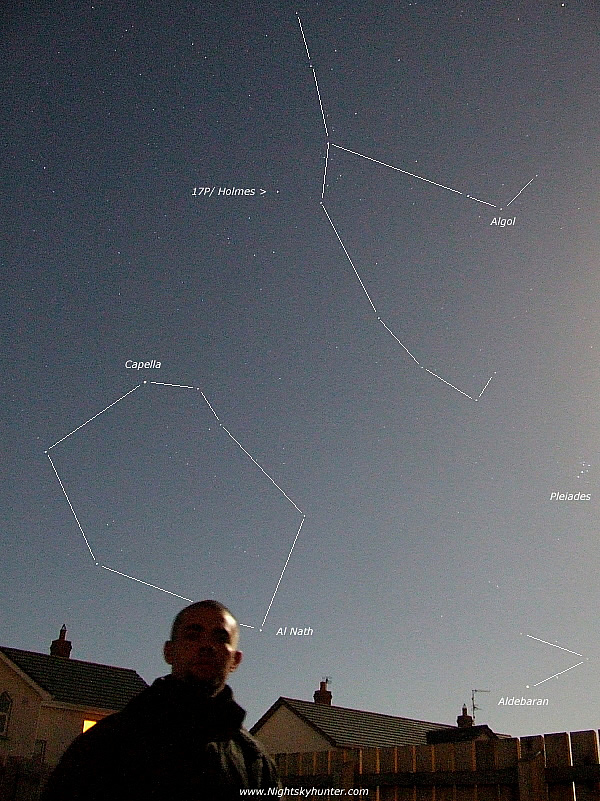 17P/ Holmes >
Algol
Capella
Pleiades
Al Nath
Aldebaran
www.Nightskyhunter.com